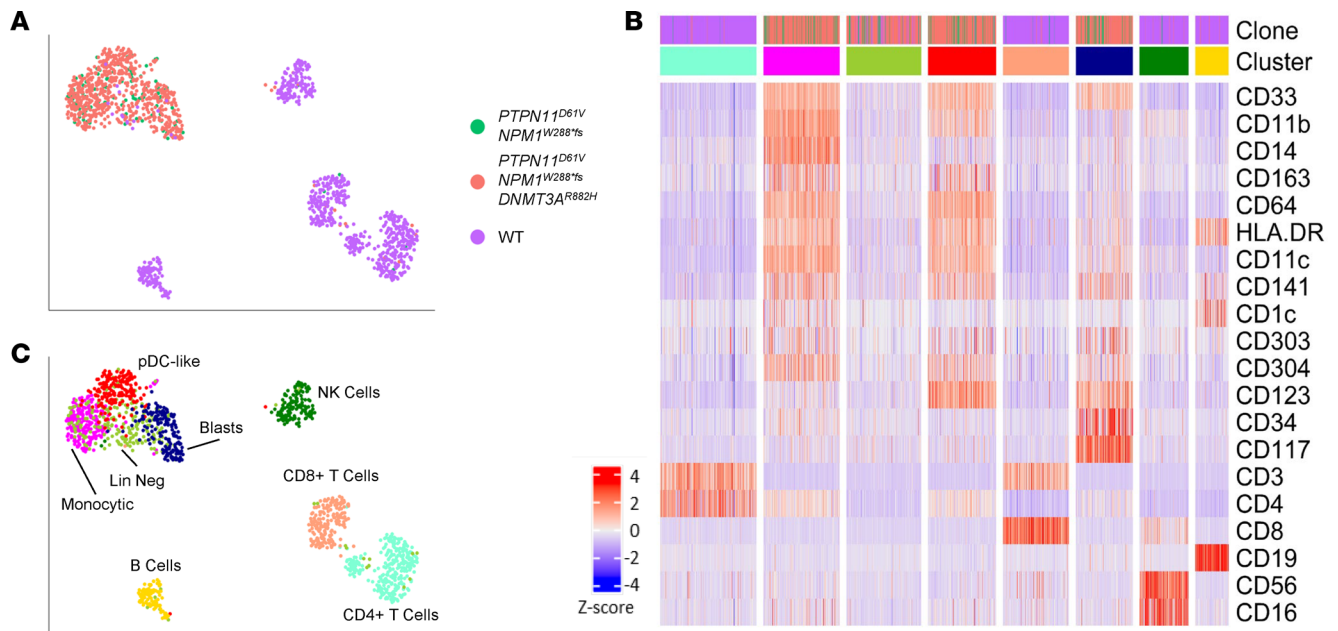 A
PTPN11D61V
NPM1W288*fs
PTPN11D61V
NPM1W288*fs
DNMT3AR882H
WT
B
Clone
Cluster
CD33
CD11b
CD14
CD163
CD64
HLA.DR
CD11c
CD141
CD1c
CD303
CD304
CD123
CD34
CD117
CD3
CD4
CD8
CD19
CD56
CD16
4
2
0
-2
-4
Z-score
C
pDC-like
NK Cells
Blasts
Lin Neg
Monocytic
CD8+ T Cells
B Cells
CD4+ T Cells